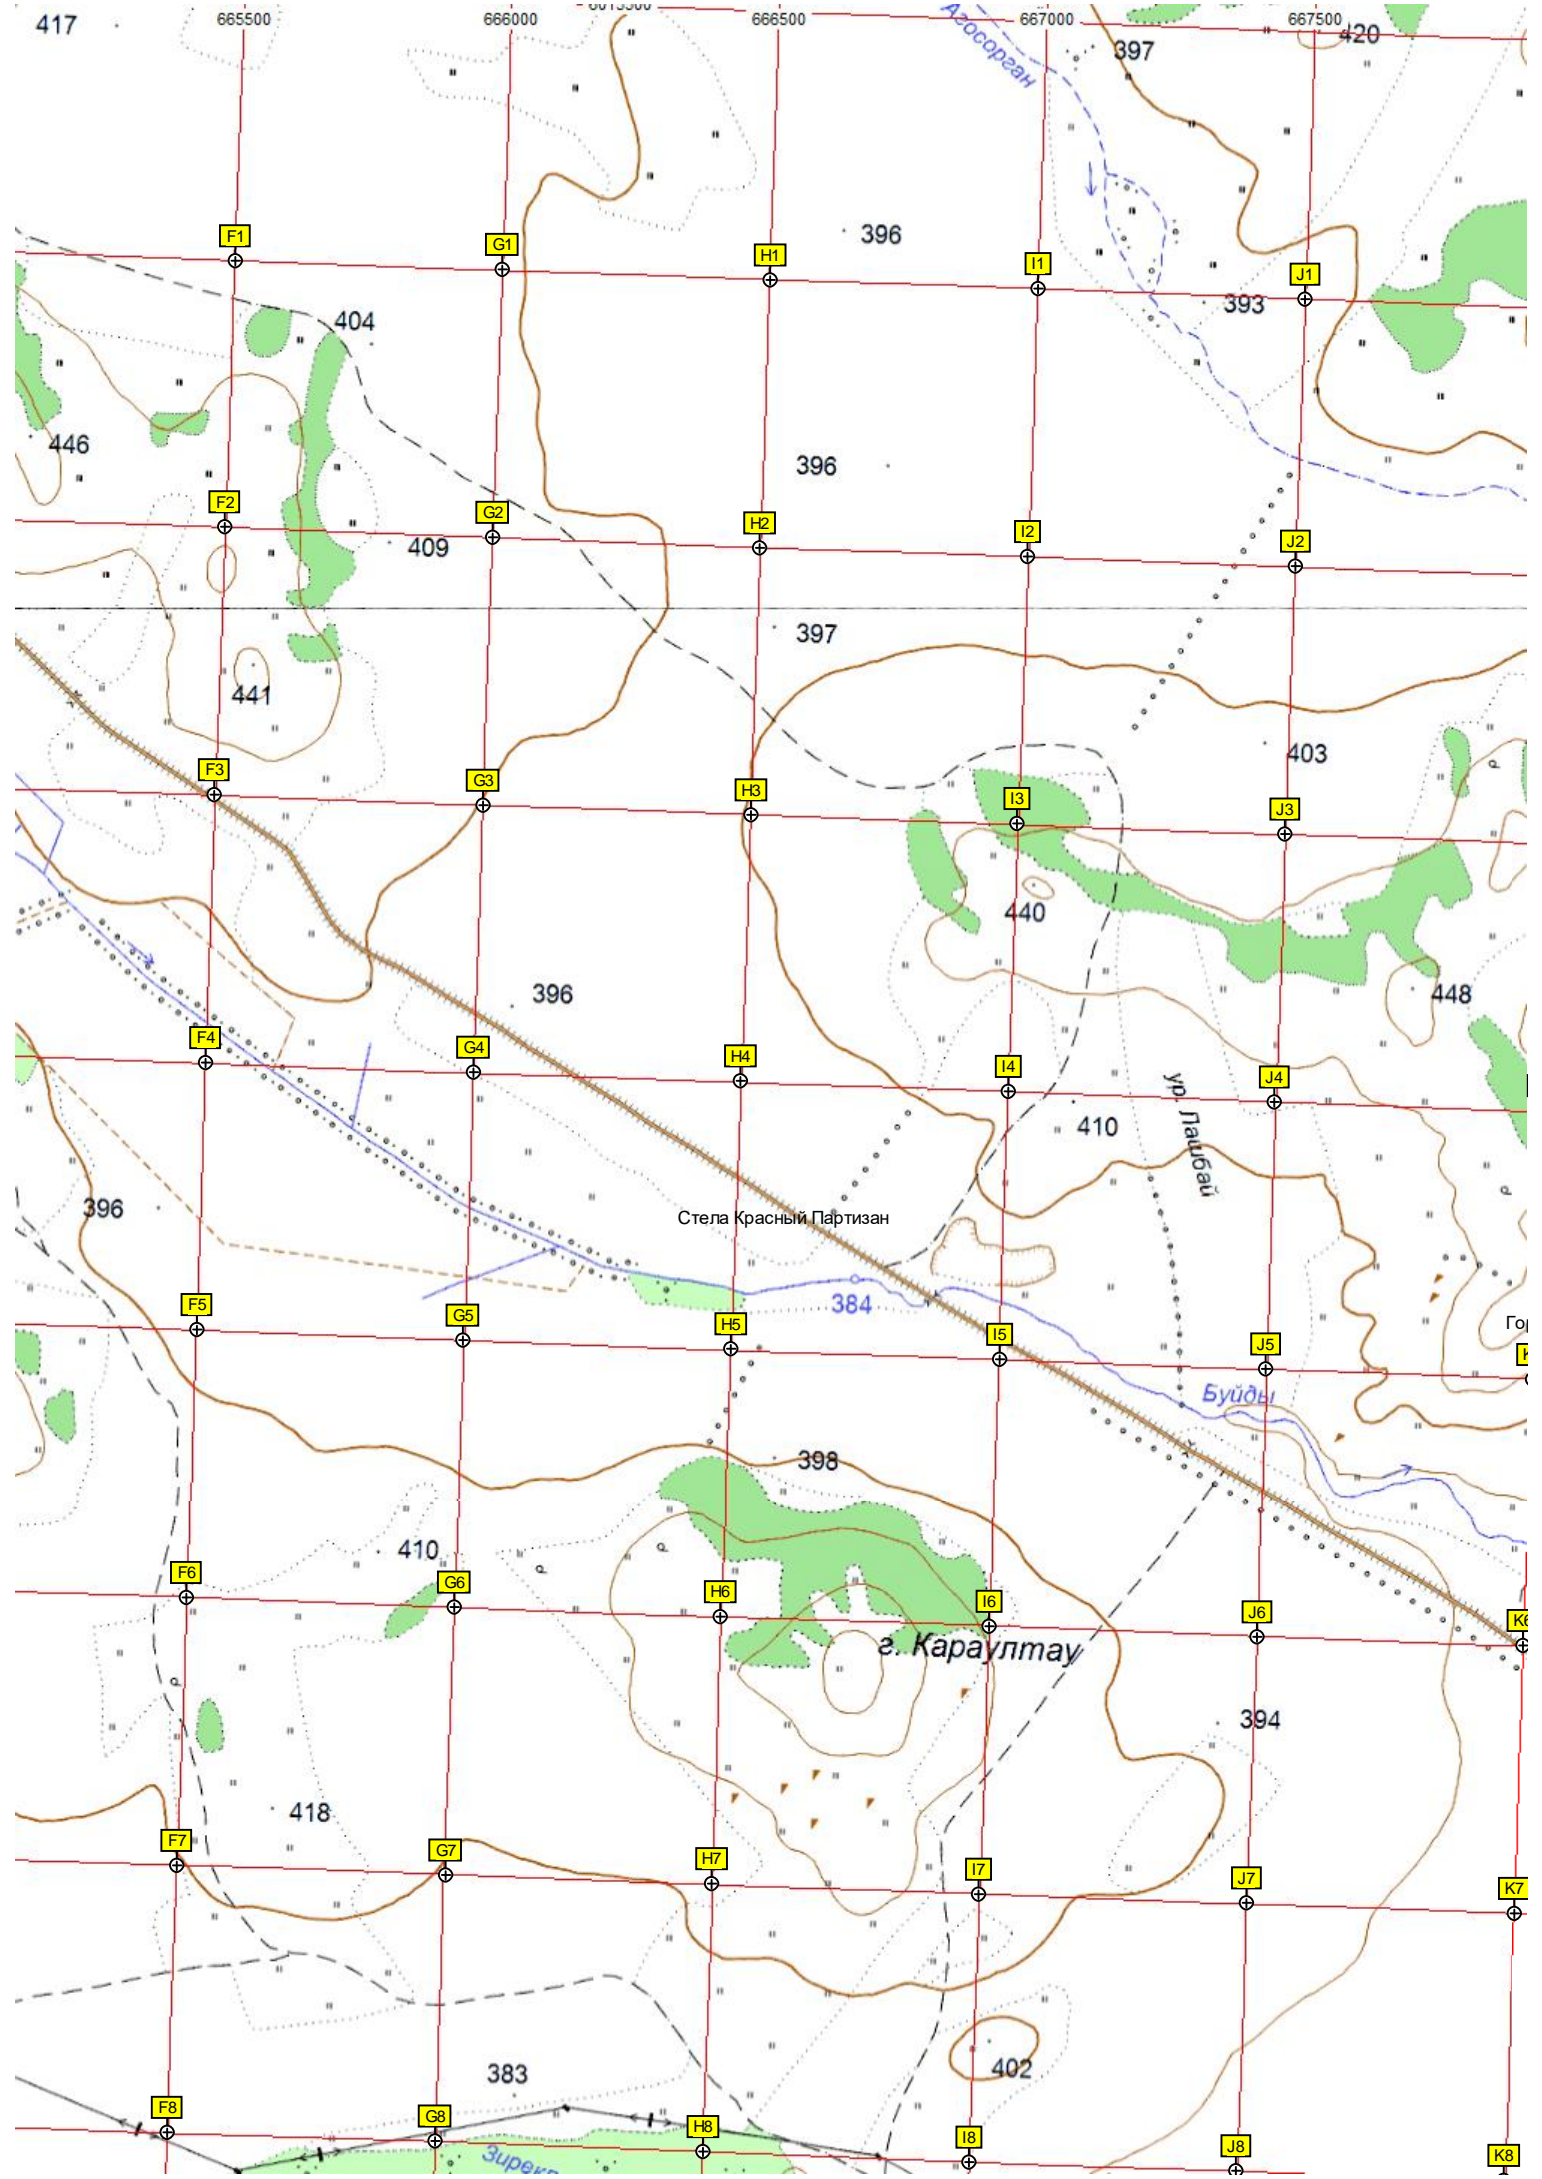 6013500
665500 666000 666500 667000 667500
417 Агосорган 397 420
F1 G1 H1 396 I1 J1
404 393
446 396
F2 G2 H2 I2 J2
409
397
441 403
F3 G3 H3 I3 J3
440
396 448
F4 G4 H4 I4 J4
410
ур. Лашбай
396
Стела Красный Партизан
384
F5 G5 H5 I5 J5
Буйды
398
410
F6 G6 H6 I6 J6 K6
г. Караултау
394
418
F7 G7 H7 I7 J7 K7
383 402
F8 G8 H8 I8 J8 K8